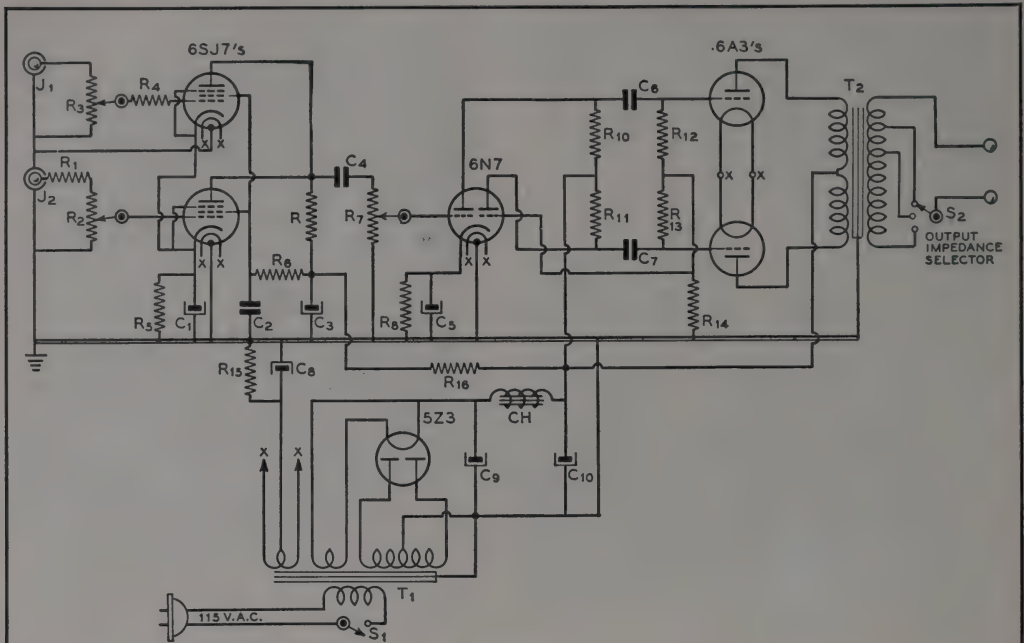 6SJ7's
.6A3's
J1
R3
R4
C6
T2
R10
R12
R1
C4
6N7
X X
X X
J2
R2
R
R7
R11
R
13
S2
OUTPUT
IMPEDANCE
SELECTOR
X X
X X
C7
R6
R5
C1
C2
C3
R8
C5
R14
R15
C8
R16
5Z3
CH
X X
C9
C10
T1
115 V.A.C.
S1